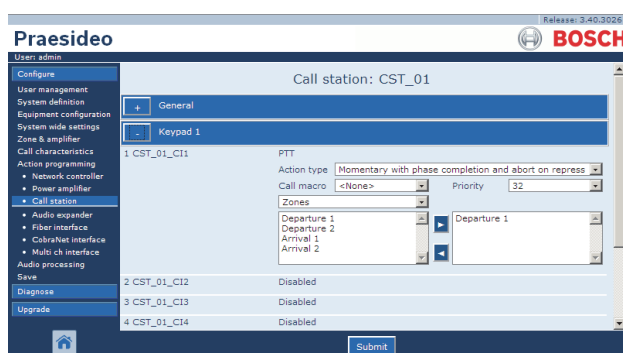 Release: 3.40.3026
Praesideo
BOSCH
User: admin
Configure
User management
System definition
Equipment configuration
System wide settings
Zone & amplifier
Call characteristics
Action programming
• Network controller
• Power amplifier
• Call station
• Audio expander
• Fiber interface
• CobraNet interface
• Multi ch interface
Audio processing
Save
Diagnose
Upgrade
Call station: CST_01
+ General
- Keypad 1
1 CST_01_CI1 PTT
Action type Momentary with phase completion and abort on repress
Call macro <None> Priority 32
Zones
Departure 1
Departure 2
Arrival 1
Arrival 2
Departure 1
2 CST_01_CI2 Disabled
3 CST_01_CI3 Disabled
4 CST_01_CI4 Disabled
Submit